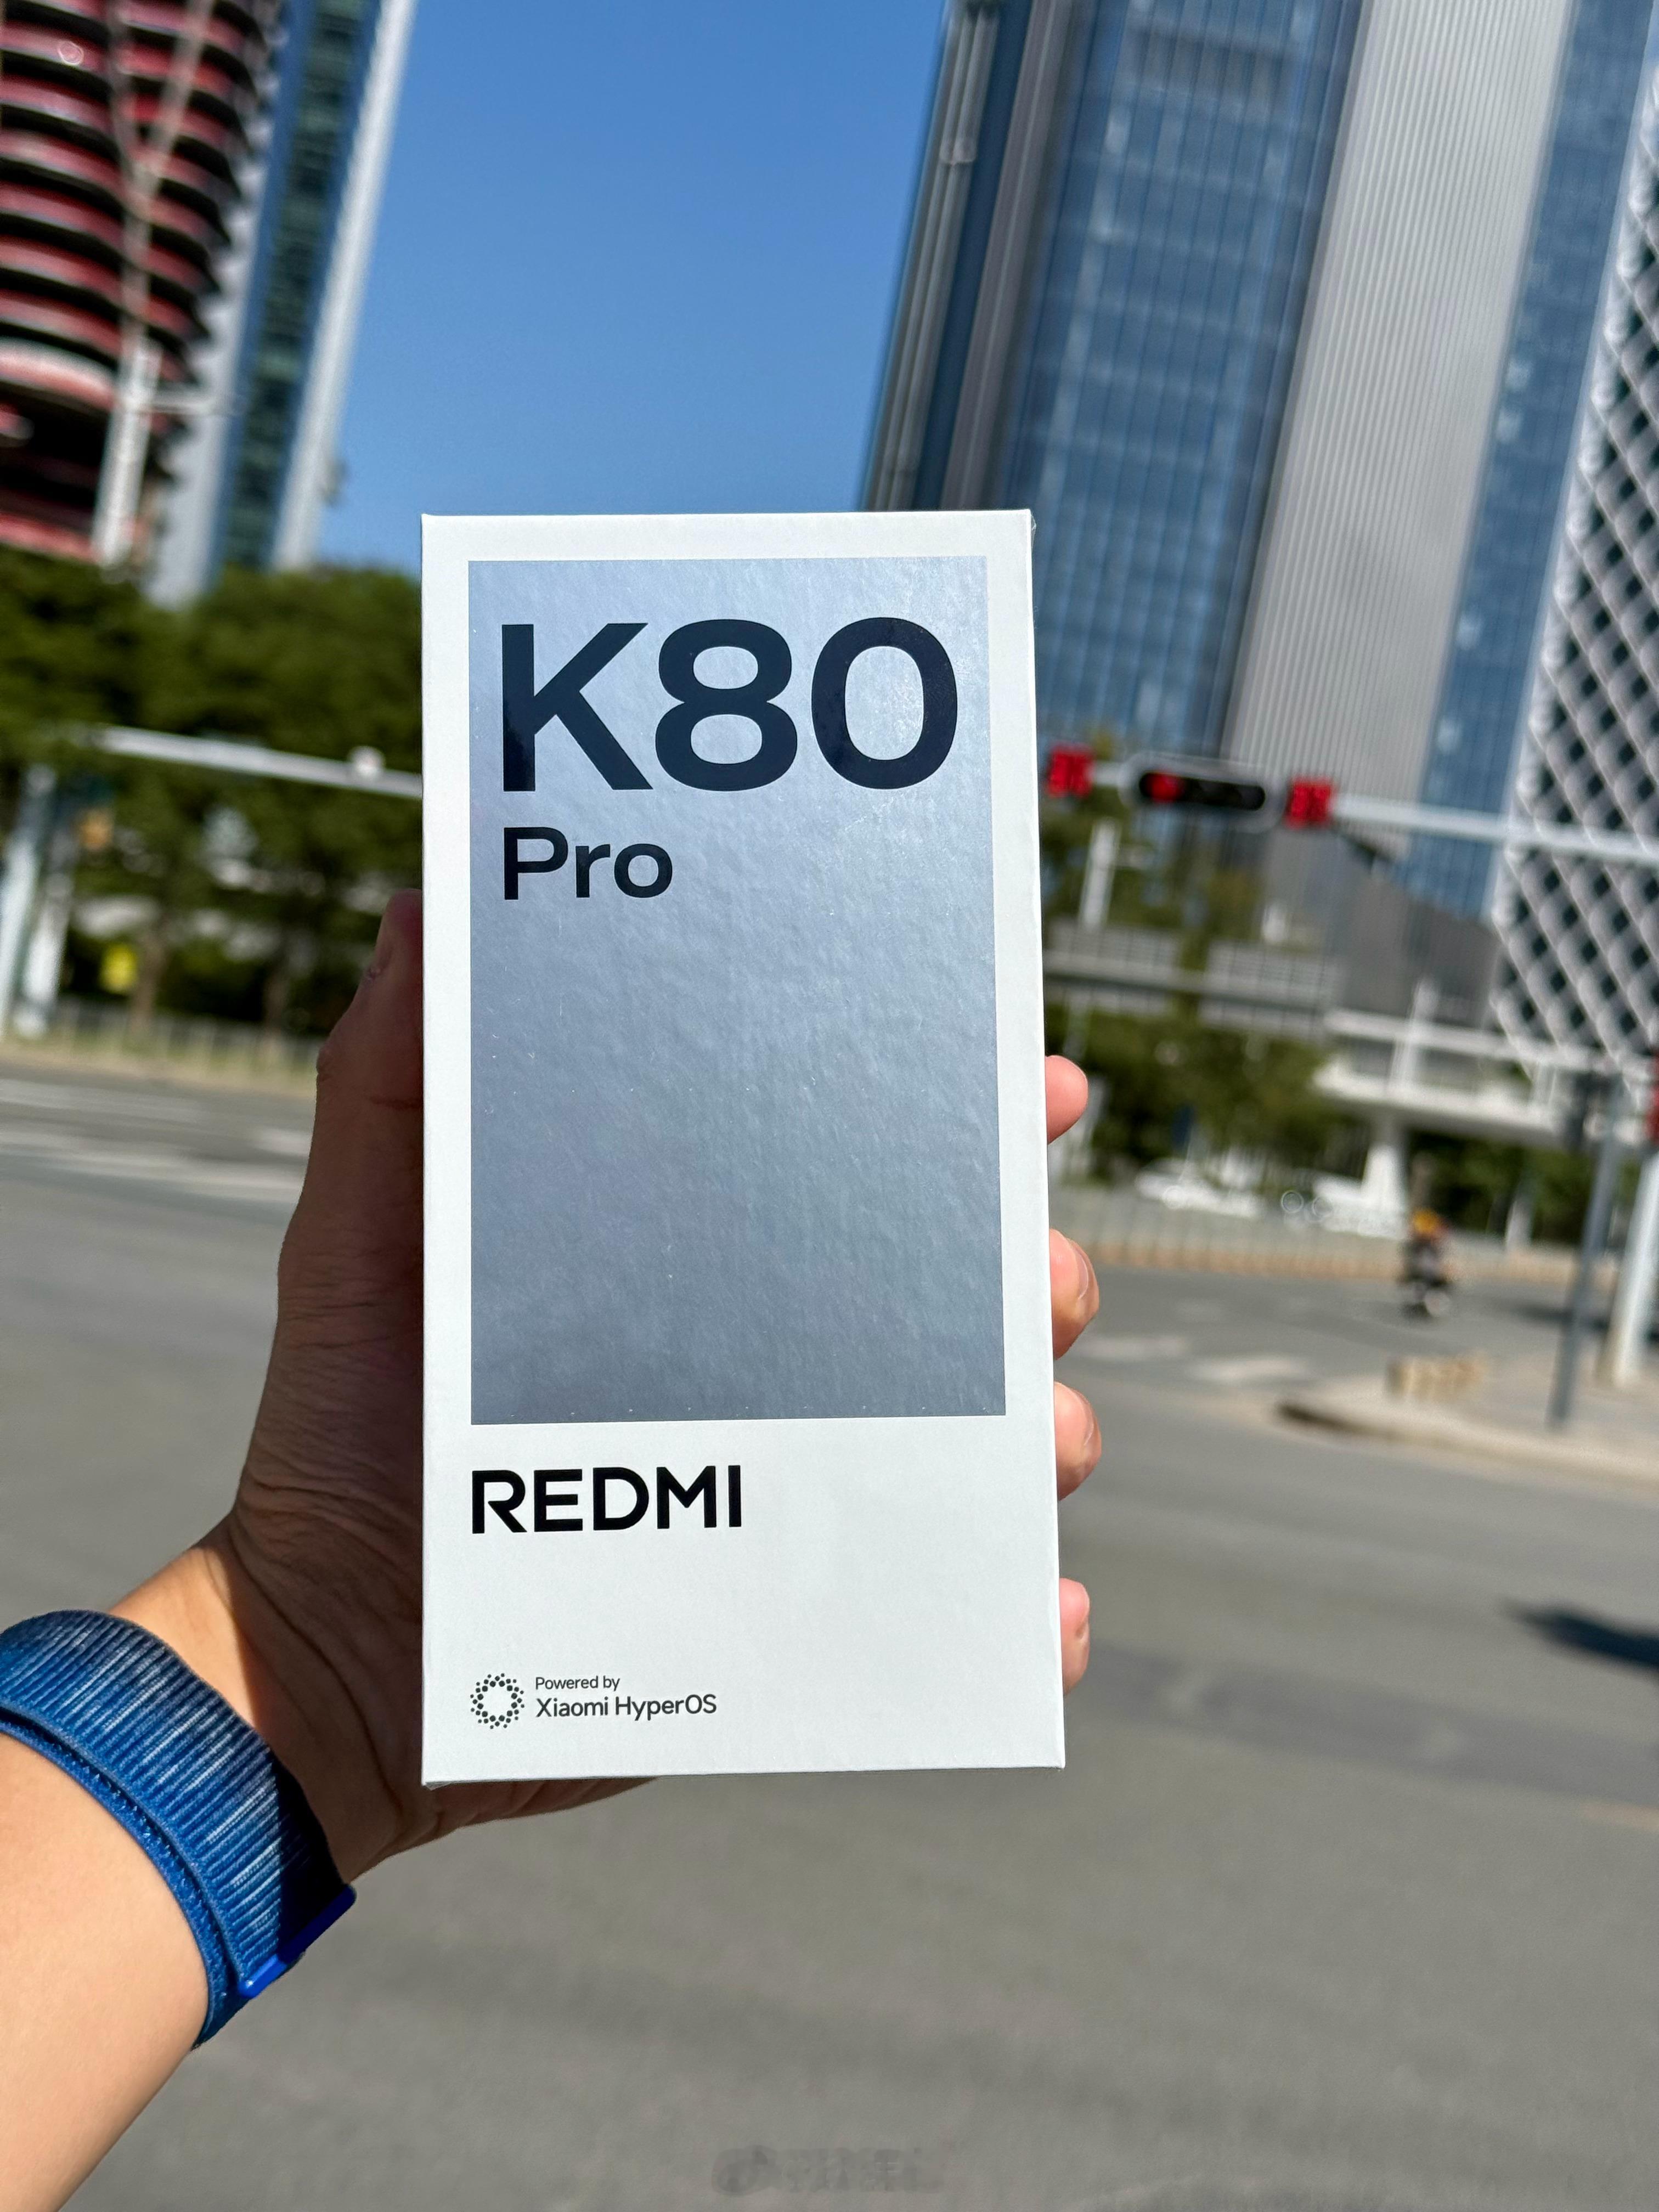 K80
Pro
REDMI
Powered by
Xiaomi HyperOS